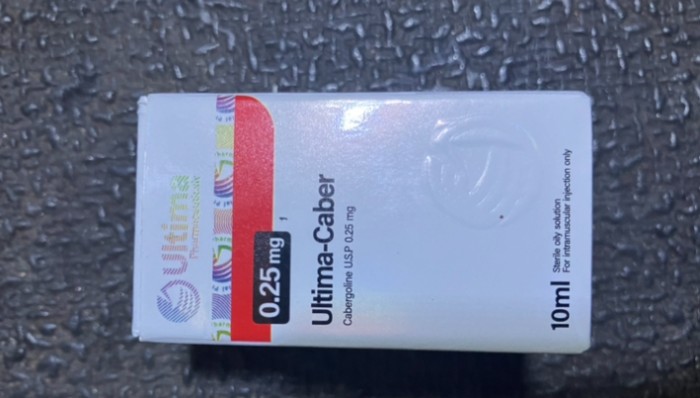 ultima
Pharmaceuticals
0.25 mg
Ultima-Caber
Cabergoline U.S.P 0.25 mg
10ml
Sterile oily solution
For intramuscular injection only